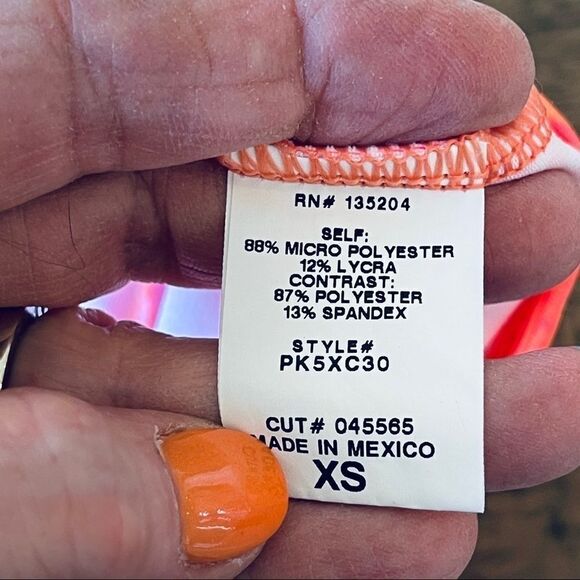 RN# 135204
SELF:
88% MICRO POLYESTER
12% LYCRA
CONTRAST:
87% POLYESTER
13% SPANDEX
STYLE#
PK5XC30
CUT# 045565
MADE IN MEXICO
XS